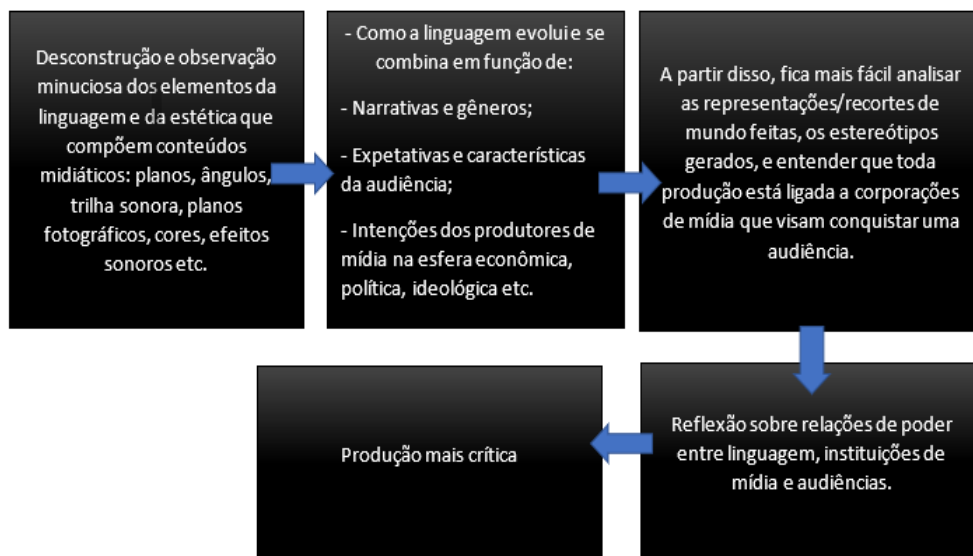 Desconstrução e observação
minuciosa dos elementos da
linguagem e da estética que
compõem conteúdos
midiáticos: planos, ângulos,
trilha sonora, planos
fotográficos, cores, efeitos
sonoros etc.
- Como a linguagem evolui e se
combina em função de:
- Narrativas e gêneros;
- Expetativas e características
da audiência;
- Intenções dos produtores de
mídia na esfera econômica,
política, ideológica etc.
A partir disso, fica mais fácil analisar
as representações/recortes de
mundo feitas, os estereótipos
gerados, e entender que toda
produção está ligada a corporações
de mídia que visam conquistar uma
audiência.
Reflexão sobre relações de poder
entre linguagem, instituições de
mídia e audiências.
Produção mais crítica